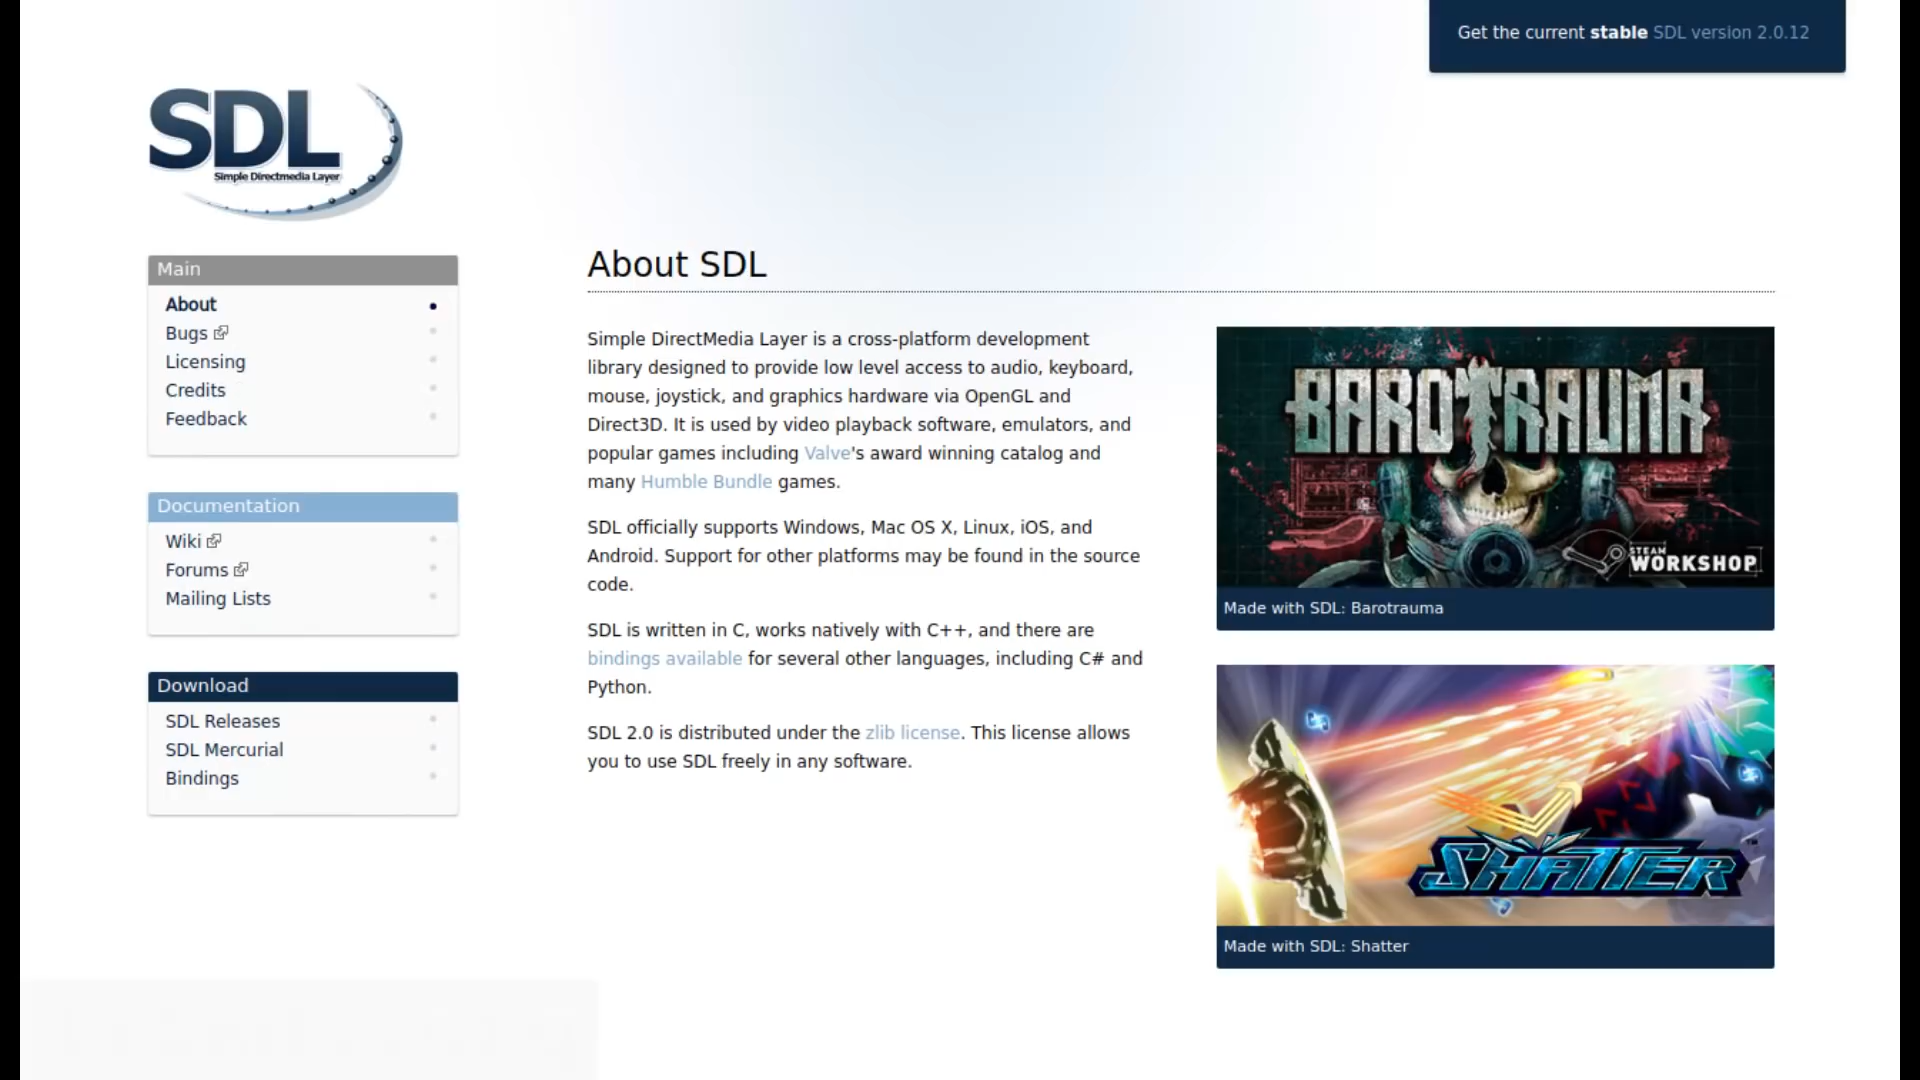 Get the current stable SDL version 2.0.12
SDL
Simple Directmedia Layer
Main
About
Bugs
Licensing
Credits
Feedback
Documentation
Wiki
Forums
Mailing Lists
Download
SDL Releases
SDL Mercurial
Bindings
About SDL
Simple DirectMedia Layer is a cross-platform development
library designed to provide low level access to audio, keyboard,
mouse, joystick, and graphics hardware via OpenGL and
Direct3D. It is used by video playback software, emulators, and
popular games including Valve's award winning catalog and
many Humble Bundle games.
SDL officially supports Windows, Mac OS X, Linux, iOS, and
Android. Support for other platforms may be found in the source
code.
SDL is written in C, works natively with C++, and there are
bindings available for several other languages, including C# and
Python.
SDL 2.0 is distributed under the zlib license. This license allows
you to use SDL freely in any software.
BAROTRAUMA
STEAM
WORKSHOP
Made with SDL: Barotrauma
SHATTER
Made with SDL: Shatter